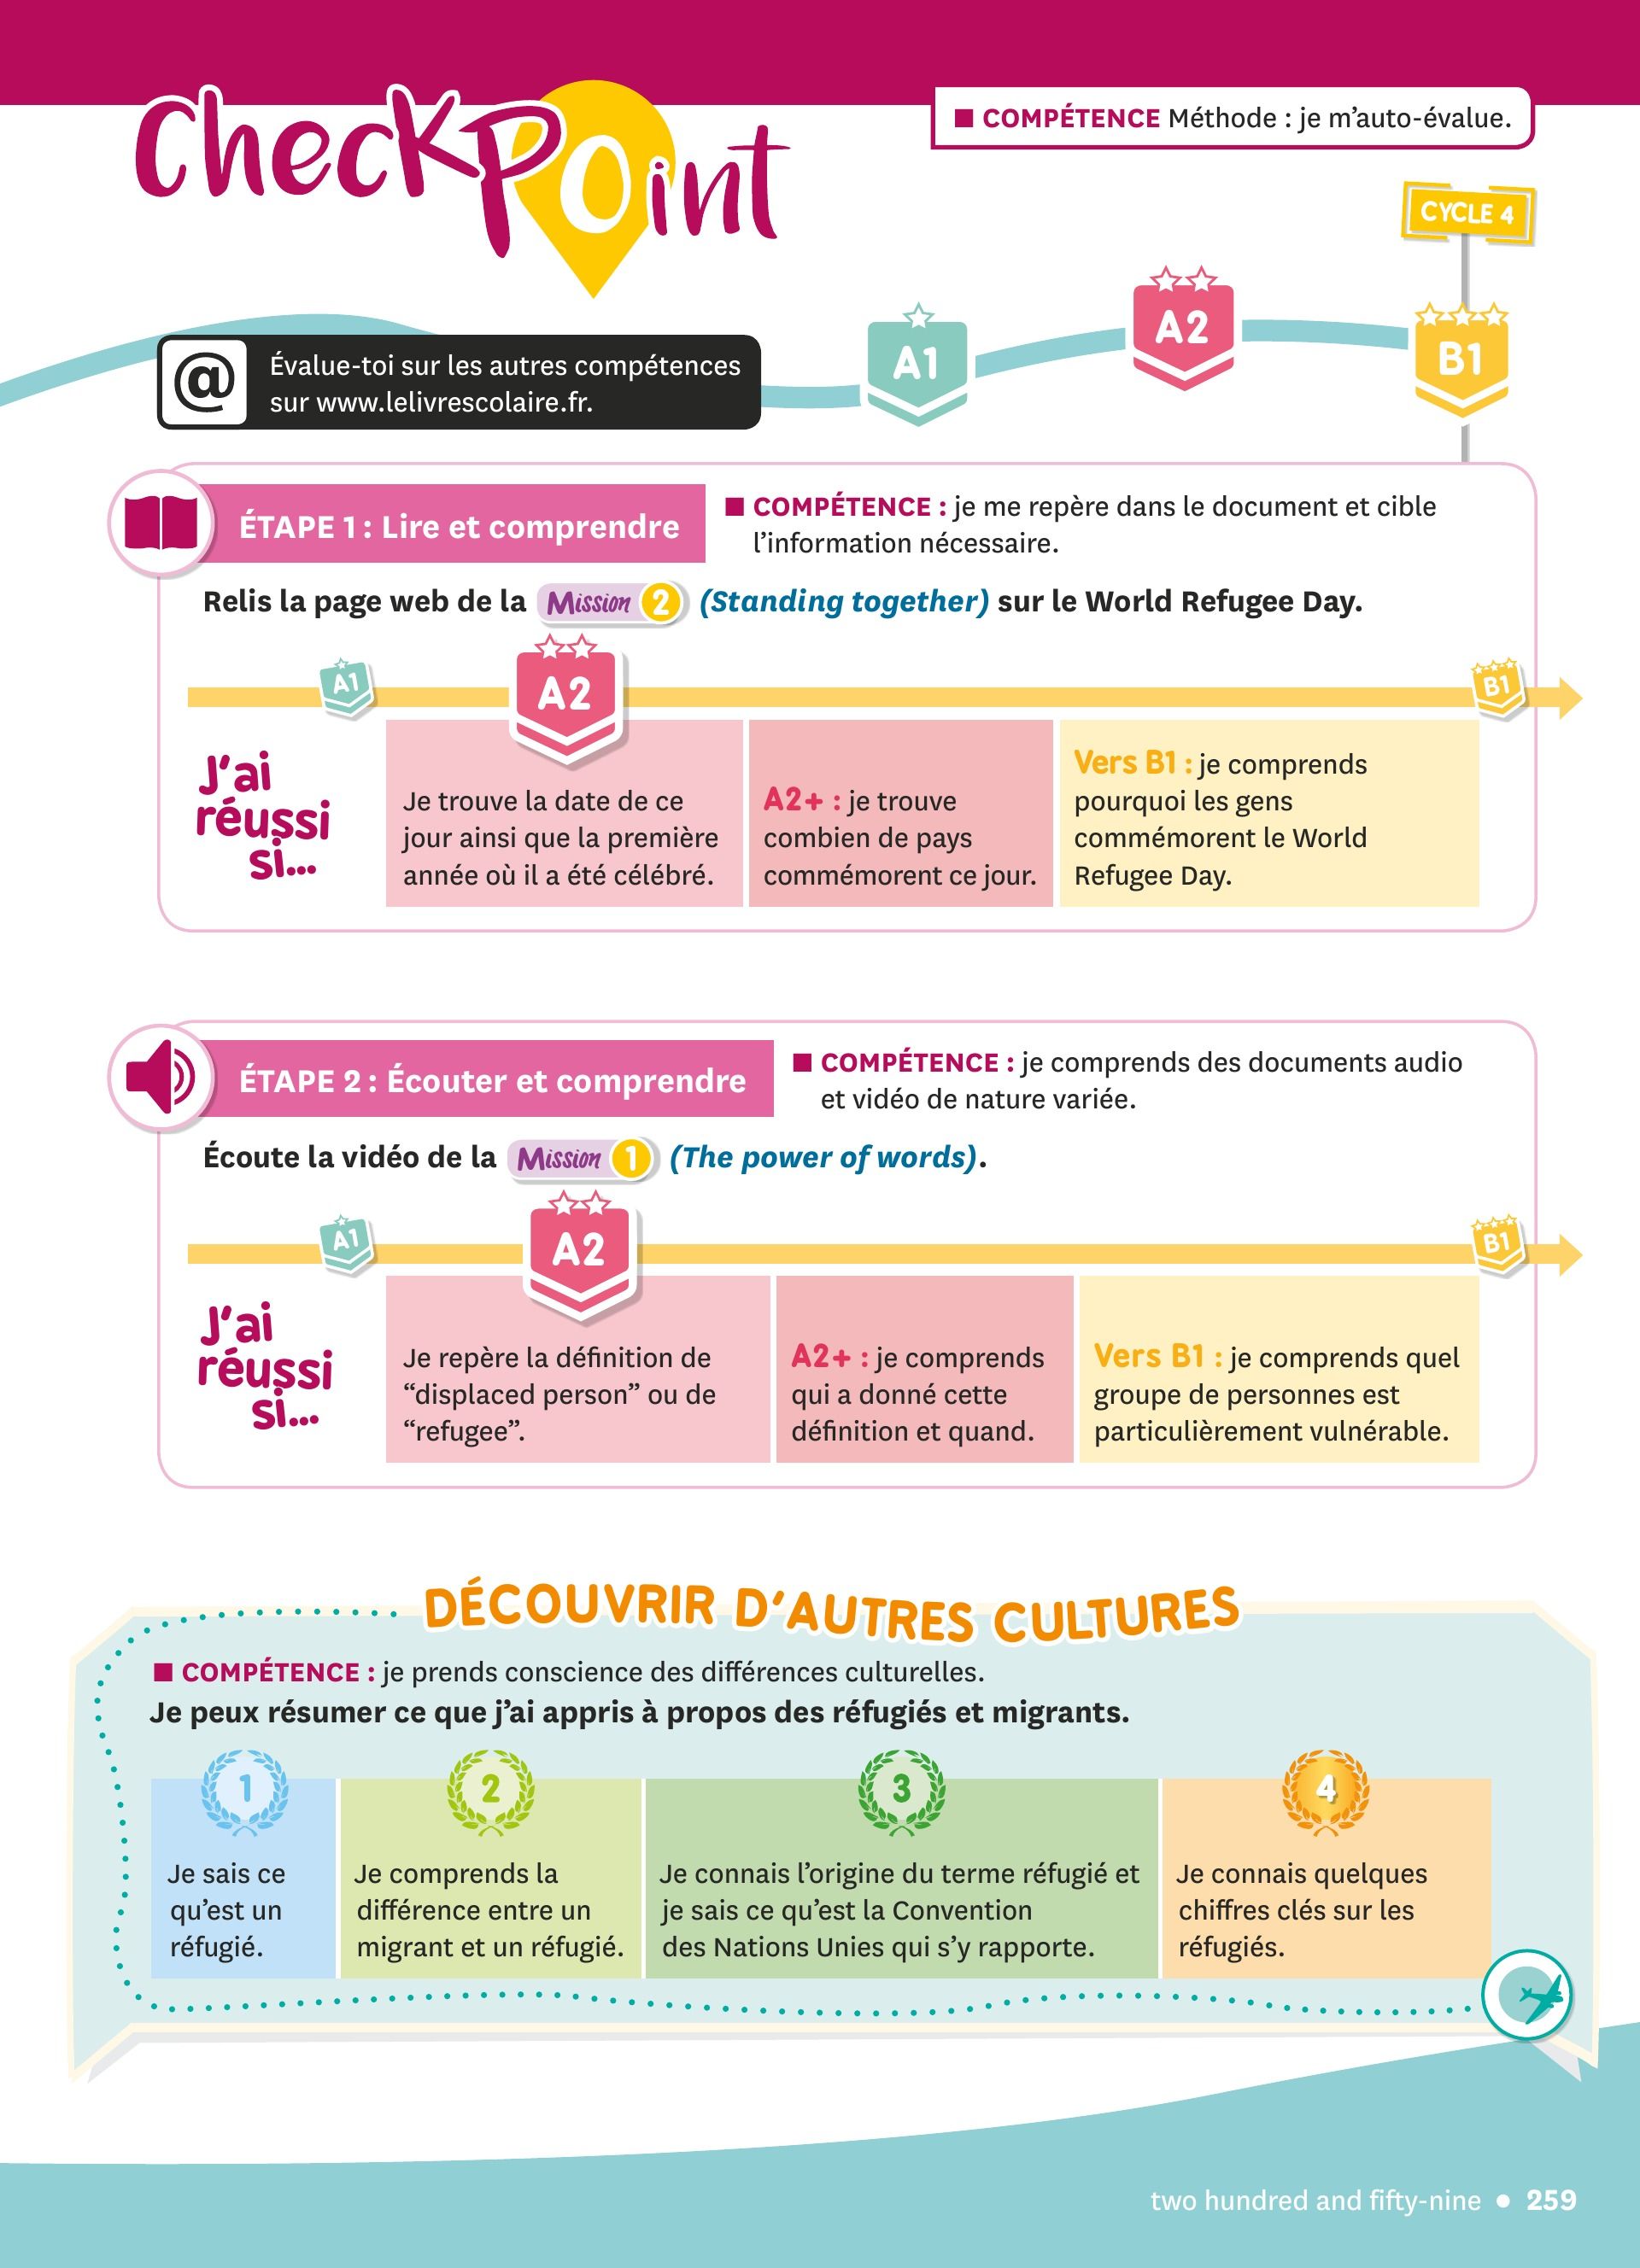 CheckPoint
■ COMPÉTENCE Méthode : je m’auto-évalue.
CYCLE 4
A1
A2
B1
@
Évalue-toi sur les autres compétences
sur www.lelivrescolaire.fr.
ÉTAPE 1 : Lire et comprendre
■ COMPÉTENCE : je me repère dans le document et cible
l’information nécessaire.
Relis la page web de la Mission 2 (Standing together) sur le World Refugee Day.
A1
A2
B1
J’ai
réussi
si...
Je trouve la date de ce
jour ainsi que la première
année où il a été célébré.
A2+ : je trouve
combien de pays
commémorent ce jour.
Vers B1 : je comprends
pourquoi les gens
commémorent le World
Refugee Day.
ÉTAPE 2 : Écouter et comprendre
■ COMPÉTENCE : je comprends des documents audio
et vidéo de nature variée.
Écoute la vidéo de la Mission 1 (The power of words).
A1
A2
B1
J’ai
réussi
si...
Je repère la définition de
“displaced person” ou de
“refugee”.
A2+ : je comprends
qui a donné cette
définition et quand.
Vers B1 : je comprends quel
groupe de personnes est
particulièrement vulnérable.
DÉCOUVRIR D’AUTRES CULTURES
■ COMPÉTENCE : je prends conscience des différences culturelles.
Je peux résumer ce que j’ai appris à propos des réfugiés et migrants.
1
Je sais ce
qu’est un
réfugié.
2
Je comprends la
différence entre un
migrant et un réfugié.
3
Je connais l’origine du terme réfugié et
je sais ce qu’est la Convention
des Nations Unies qui s’y rapporte.
4
Je connais quelques
chiffres clés sur les
réfugiés.
two hundred and fifty-nine • 259